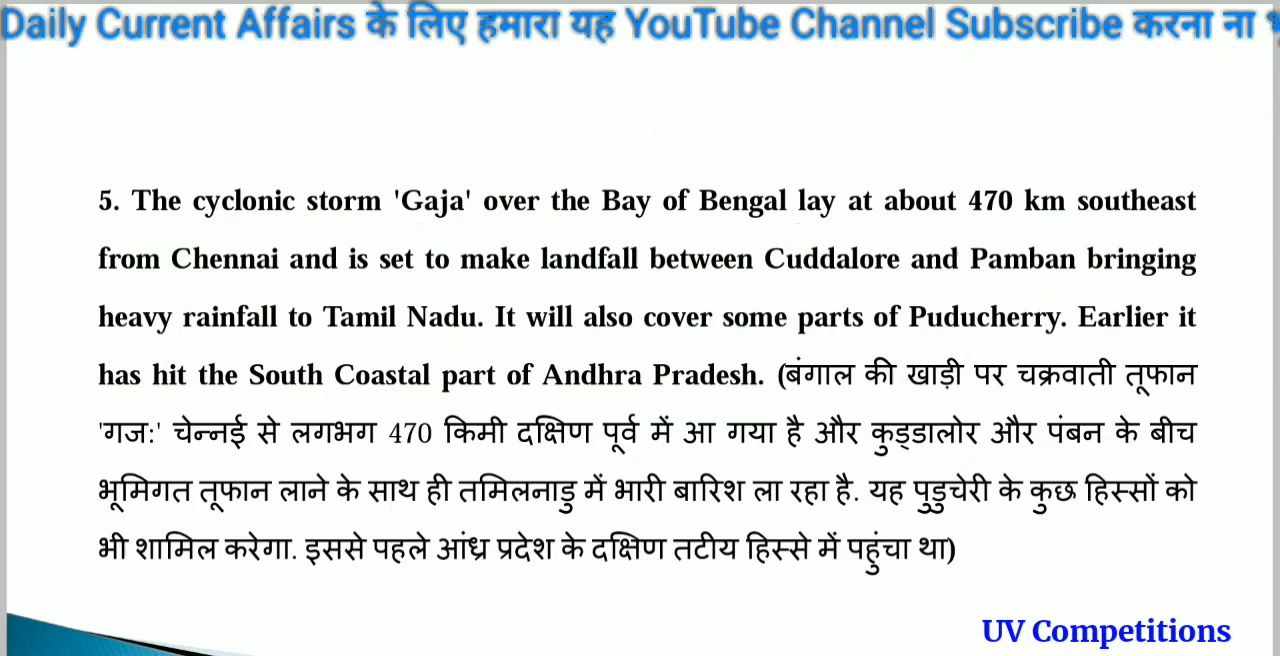 Daily Current Affairs के लिए हमारा यह YouTube Channel Subscribe करना ना
5. The cyclonic storm 'Gaja' over the Bay of Bengal lay at about 470 km southeast
from Chennai and is set to make landfall between Cuddalore and Pamban bringing
heavy rainfall to Tamil Nadu. It will also cover some parts of Puducherry. Earlier it
has hit the South Coastal part of Andhra Pradesh. (बंगाल की खाड़ी पर चक्रवाती तूफान
'गज:' चेन्नई से लगभग 470 किमी दक्षिण पूर्व में आ गया है और कुड्डालोर और पंबन के बीच
भूमिगत तूफान लाने के साथ ही तमिलनाडु में भारी बारिश ला रहा है. यह पुडुचेरी के कुछ हिस्सों को
भी शामिल करेगा. इससे पहले आंध्र प्रदेश के दक्षिण तटीय हिस्से में पहुंचा था)
UV Competitions